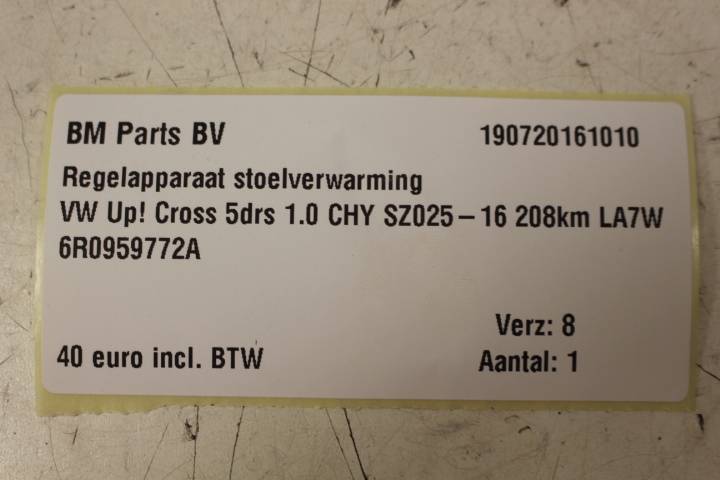 BM Parts BV 190720161010
Regelapparaat stoelverwarming
VW Up! Cross 5drs 1.0 CHY SZ025-16 208km LA7W
6R0959772A
Verz: 8
40 euro incl. BTW Aantal: 1